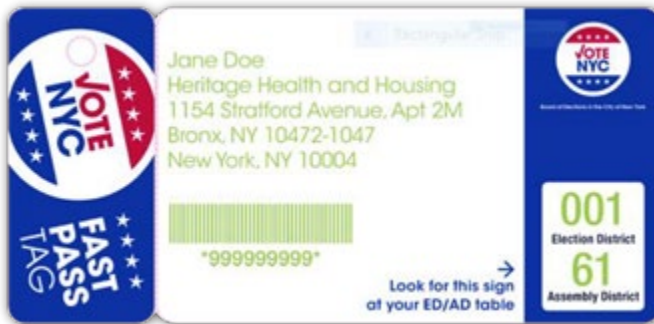 VOTE
NYC
FAST
PASS
TAG
Jane Doe
Heritage Health and Housing
1154 Stratford Avenue, Apt 2M
Bronx, NY 10472-1047
New York, NY 10004
*999999999*
→
Look for this sign
at your ED/AD table
VOTE
NYC
Board of Elections in the City of New York
001
Election District
61
Assembly District